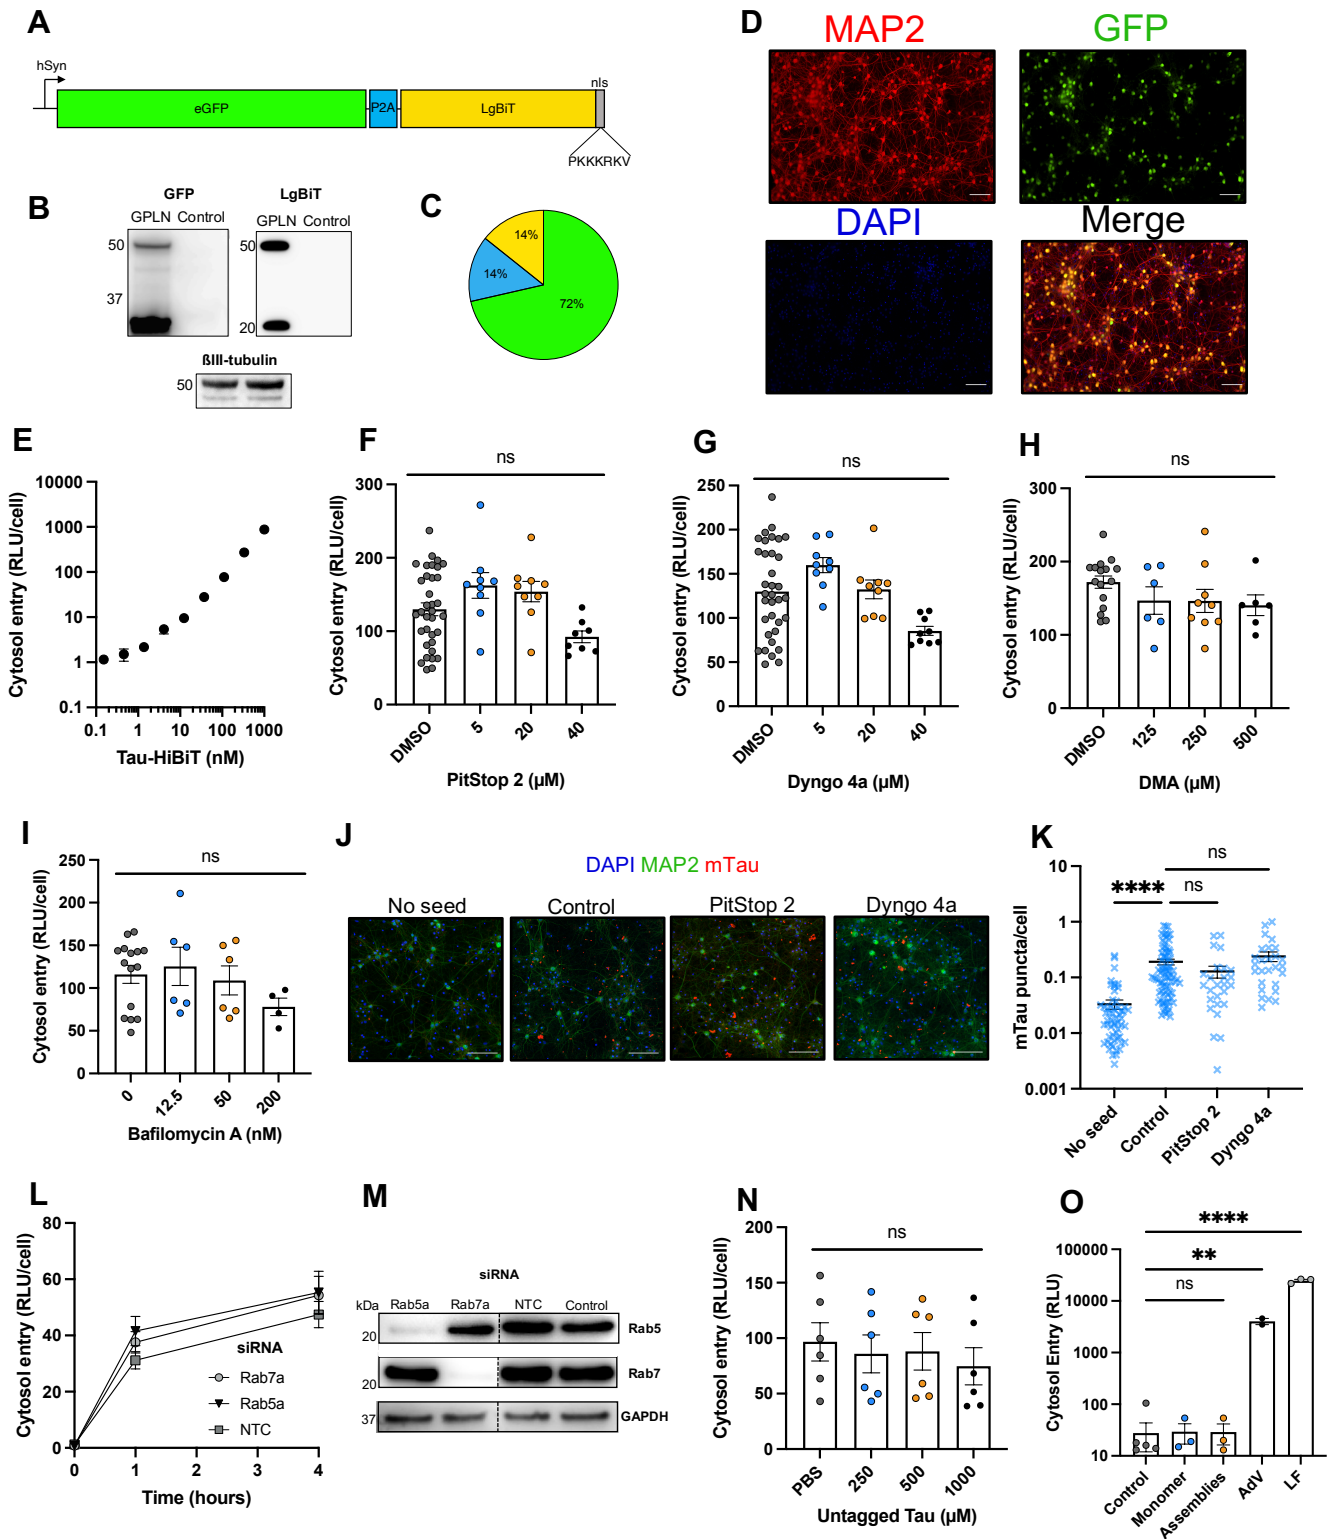 A
hSyn
nls
eGFP
P2A
LgBiT
PKKKRKV
B
GFP
LgBiT
GPLN Control
GPLN Control
50
37
50
20
ßIII-tubulin
50
C
14%
14%
72%
D
MAP2
GFP
DAPI
Merge
E
Cytosol entry (RLU/cell)
10000
1000
100
10
1
0.1
0.1
1
10
100
1000
Tau-HiBiT (nM)
F
ns
Cytosol entry (RLU/cell)
300
200
100
0
DMSO
5
20
40
PitStop 2 (µM)
G
ns
Cytosol entry (RLU/cell)
250
200
150
100
50
0
DMSO
5
20
40
Dyngo 4a (µM)
H
ns
Cytosol entry (RLU/cell)
300
200
100
0
DMSO
125
250
500
DMA (µM)
I
ns
Cytosol entry (RLU/cell)
250
200
150
100
50
0
0
12.5
50
200
Bafilomycin A (nM)
J
DAPI MAP2 mTau
No seed
Control
PitStop 2
Dyngo 4a
K
ns
****
ns
mTau puncta/cell
10
1
0.1
0.01
0.001
No seed
Control
PitStop 2
Dyngo 4a
L
Cytosol entry (RLU/cell)
80
60
40
20
0
siRNA
Rab7a
Rab5a
NTC
0
1
2
3
4
Time (hours)
M
siRNA
kDa
Rab5a
Rab7a
NTC
Control
20
Rab5
20
Rab7
37
GAPDH
N
ns
Cytosol entry (RLU/cell)
200
150
100
50
0
PBS
250
500
1000
Untagged Tau (µM)
O
****
**
ns
Cytosol Entry (RLU)
100000
10000
1000
100
10
Control
Monomer
Assemblies
AdV
LF